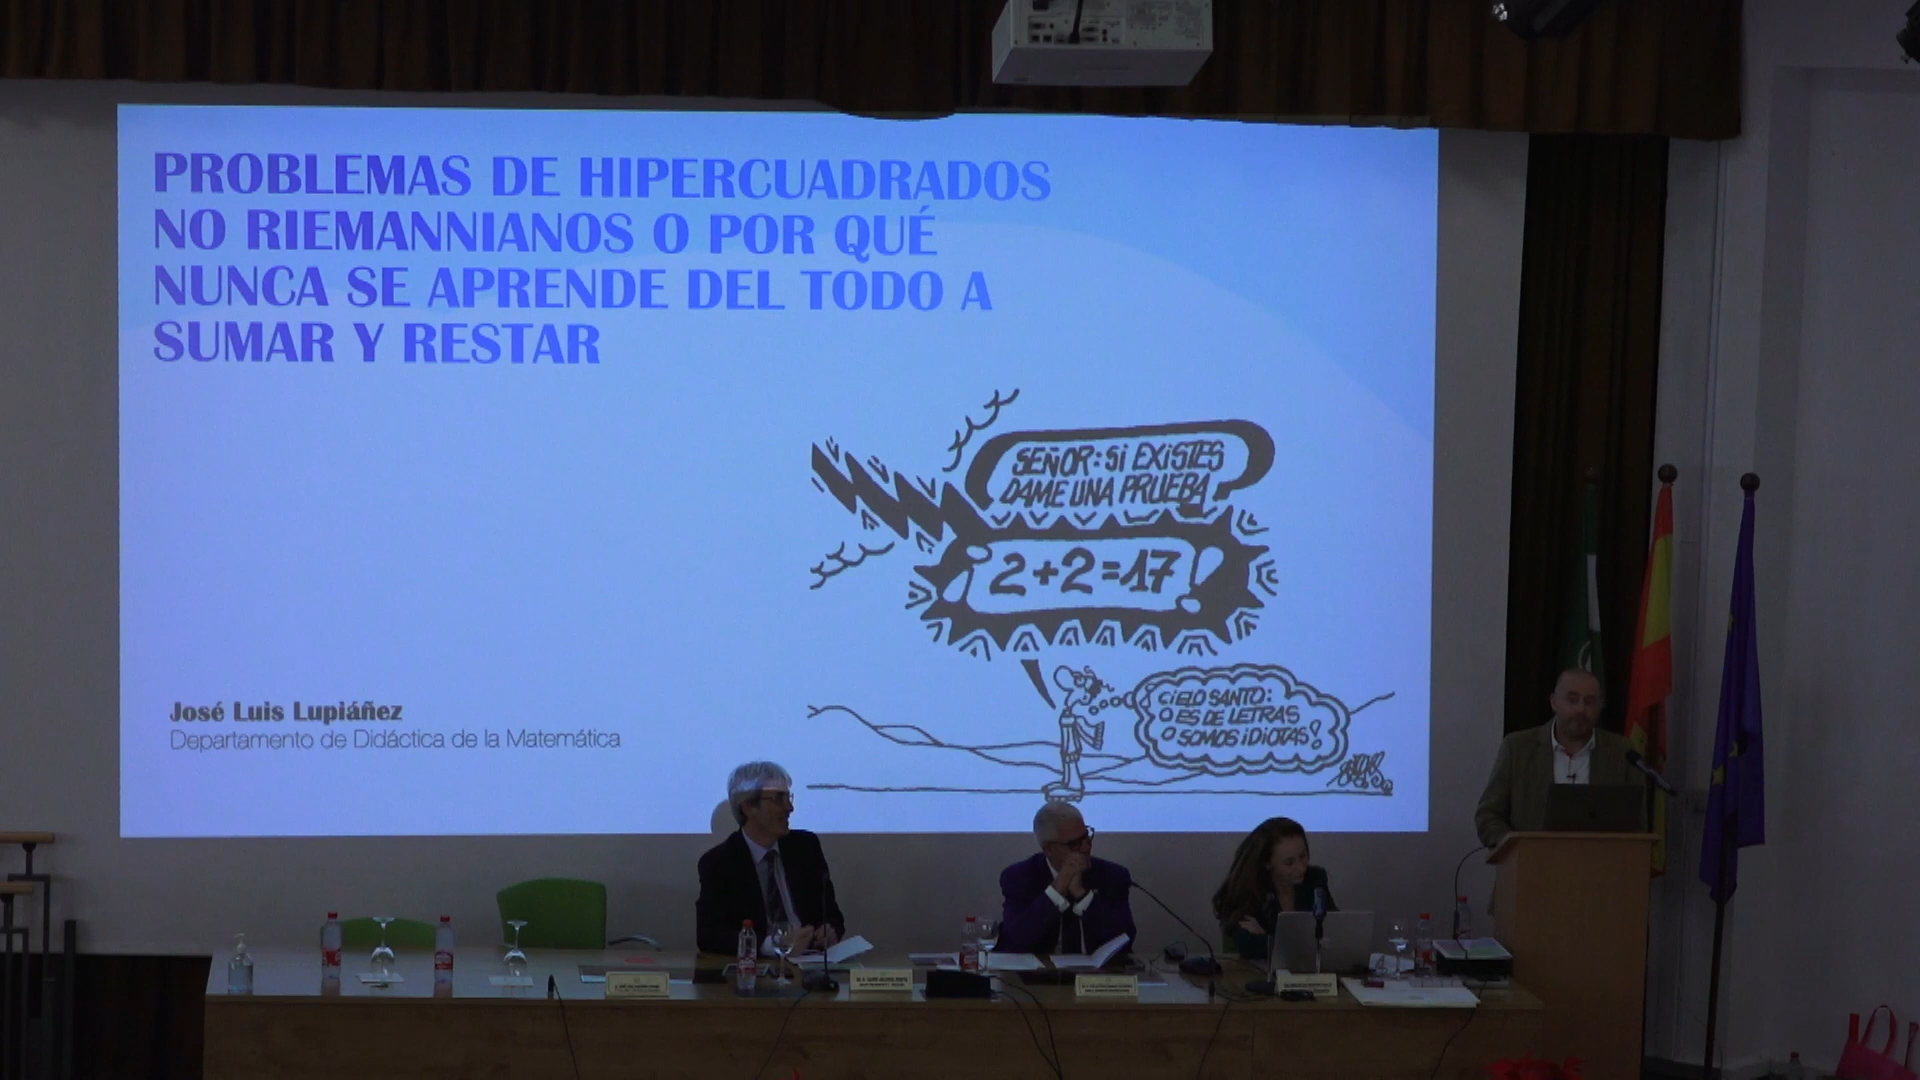 PROBLEMAS DE HIPERCUADRADOS
NO RIEMANNIANOS O POR QUÉ
NUNCA SE APRENDE DEL TODO A
SUMAR Y RESTAR
SEÑOR: SI EXISTES
DAME UNA PRUEBA
¡2+2=17!
CIELO SANTO:
O ES DE LETRAS
O SOMOS IDIOTAS!
José Luis Lupiáñez
Departamento de Didáctica de la Matemática